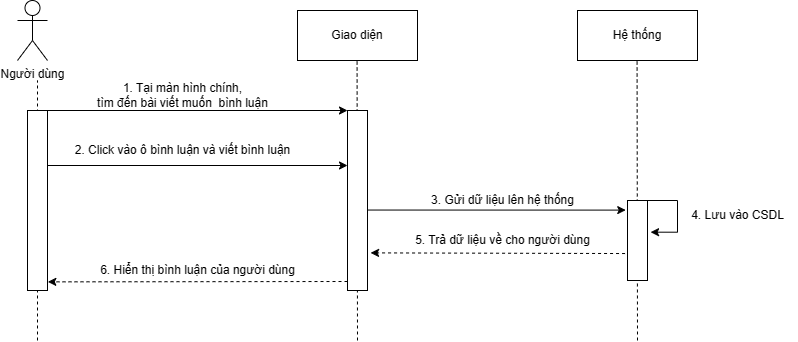 Người dùng
Giao diện
Hệ thống
1. Tại màn hình chính,
tìm đến bài viết muốn bình luận
2. Click vào ô bình luận và viết bình luận
3. Gửi dữ liệu lên hệ thống
4. Lưu vào CSDL
5. Trả dữ liệu về cho người dùng
6. Hiển thị bình luận của người dùng